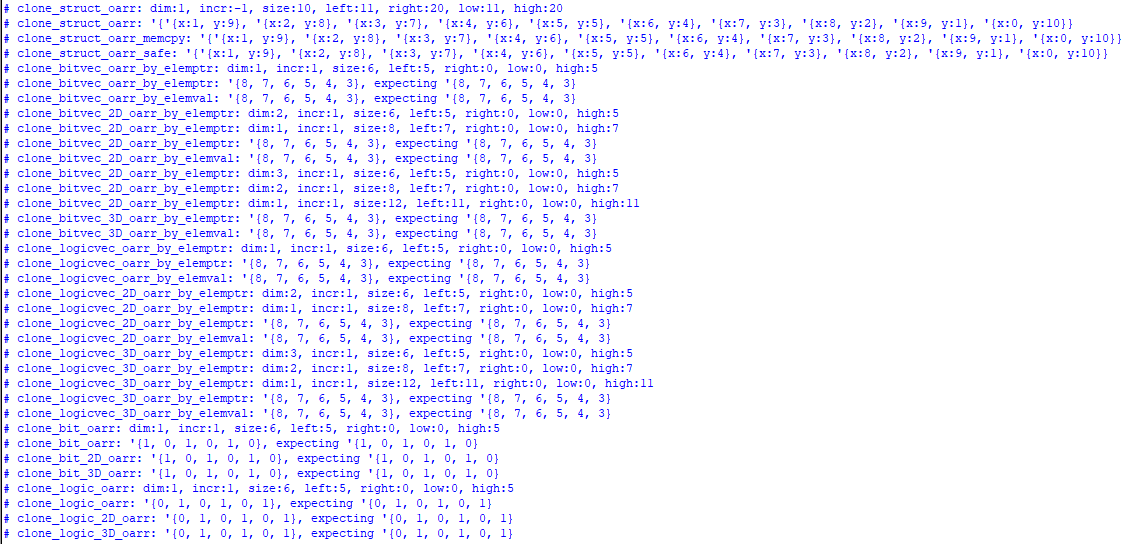 # clone_struct_oarr: dim:1, incr:-1, size:10, left:11, right:20, low:11, high:20
# clone_struct_oarr: '{'{x:1, y:9}, '{x:2, y:8}, '{x:3, y:7}, '{x:4, y:6}, '{x:5, y:5}, '{x:6, y:4}, '{x:7, y:3}, '{x:8, y:2}, '{x:9, y:1}, '{x:0, y:10}}
# clone_struct_oarr_memcpy: '{'{x:1, y:9}, '{x:2, y:8}, '{x:3, y:7}, '{x:4, y:6}, '{x:5, y:5}, '{x:6, y:4}, '{x:7, y:3}, '{x:8, y:2}, '{x:9, y:1}, '{x:0, y:10}}
# clone_struct_oarr_safe: '{'{x:1, y:9}, '{x:2, y:8}, '{x:3, y:7}, '{x:4, y:6}, '{x:5, y:5}, '{x:6, y:4}, '{x:7, y:3}, '{x:8, y:2}, '{x:9, y:1}, '{x:0, y:10}}
# clone_bitvec_oarr_by_elemptr: dim:1, incr:1, size:6, left:5, right:0, low:0, high:5
# clone_bitvec_oarr_by_elemptr: '{8, 7, 6, 5, 4, 3}, expecting '{8, 7, 6, 5, 4, 3}
# clone_bitvec_oarr_by_elemval: '{8, 7, 6, 5, 4, 3}, expecting '{8, 7, 6, 5, 4, 3}
# clone_bitvec_2D_oarr_by_elemptr: dim:2, incr:1, size:6, left:5, right:0, low:0, high:5
# clone_bitvec_2D_oarr_by_elemptr: dim:1, incr:1, size:8, left:7, right:0, low:0, high:7
# clone_bitvec_2D_oarr_by_elemptr: '{8, 7, 6, 5, 4, 3}, expecting '{8, 7, 6, 5, 4, 3}
# clone_bitvec_2D_oarr_by_elemval: '{8, 7, 6, 5, 4, 3}, expecting '{8, 7, 6, 5, 4, 3}
# clone_bitvec_2D_oarr_by_elemptr: dim:3, incr:1, size:6, left:5, right:0, low:0, high:5
# clone_bitvec_2D_oarr_by_elemptr: dim:2, incr:1, size:8, left:7, right:0, low:0, high:7
# clone_bitvec_2D_oarr_by_elemptr: dim:1, incr:1, size:12, left:11, right:0, low:0, high:11
# clone_bitvec_3D_oarr_by_elemptr: '{8, 7, 6, 5, 4, 3}, expecting '{8, 7, 6, 5, 4, 3}
# clone_bitvec_3D_oarr_by_elemval: '{8, 7, 6, 5, 4, 3}, expecting '{8, 7, 6, 5, 4, 3}
# clone_logicvec_oarr_by_elemptr: dim:1, incr:1, size:6, left:5, right:0, low:0, high:5
# clone_logicvec_oarr_by_elemptr: '{8, 7, 6, 5, 4, 3}, expecting '{8, 7, 6, 5, 4, 3}
# clone_logicvec_oarr_by_elemval: '{8, 7, 6, 5, 4, 3}, expecting '{8, 7, 6, 5, 4, 3}
# clone_logicvec_2D_oarr_by_elemptr: dim:2, incr:1, size:6, left:5, right:0, low:0, high:5
# clone_logicvec_2D_oarr_by_elemptr: dim:1, incr:1, size:8, left:7, right:0, low:0, high:7
# clone_logicvec_2D_oarr_by_elemptr: '{8, 7, 6, 5, 4, 3}, expecting '{8, 7, 6, 5, 4, 3}
# clone_logicvec_2D_oarr_by_elemval: '{8, 7, 6, 5, 4, 3}, expecting '{8, 7, 6, 5, 4, 3}
# clone_logicvec_3D_oarr_by_elemptr: dim:3, incr:1, size:6, left:5, right:0, low:0, high:5
# clone_logicvec_3D_oarr_by_elemptr: dim:2, incr:1, size:8, left:7, right:0, low:0, high:7
# clone_logicvec_3D_oarr_by_elemptr: dim:1, incr:1, size:12, left:11, right:0, low:0, high:11
# clone_logicvec_3D_oarr_by_elemptr: '{8, 7, 6, 5, 4, 3}, expecting '{8, 7, 6, 5, 4, 3}
# clone_logicvec_3D_oarr_by_elemval: '{8, 7, 6, 5, 4, 3}, expecting '{8, 7, 6, 5, 4, 3}
# clone_bit_oarr: dim:1, incr:1, size:6, left:5, right:0, low:0, high:5
# clone_bit_oarr: '{1, 0, 1, 0, 1, 0}, expecting '{1, 0, 1, 0, 1, 0}
# clone_bit_2D_oarr: '{1, 0, 1, 0, 1, 0}, expecting '{1, 0, 1, 0, 1, 0}
# clone_bit_3D_oarr: '{1, 0, 1, 0, 1, 0}, expecting '{1, 0, 1, 0, 1, 0}
# clone_logic_oarr: dim:1, incr:1, size:6, left:5, right:0, low:0, high:5
# clone_logic_oarr: '{0, 1, 0, 1, 0, 1}, expecting '{0, 1, 0, 1, 0, 1}
# clone_logic_2D_oarr: '{0, 1, 0, 1, 0, 1}, expecting '{0, 1, 0, 1, 0, 1}
# clone_logic_3D_oarr: '{0, 1, 0, 1, 0, 1}, expecting '{0, 1, 0, 1, 0, 1}